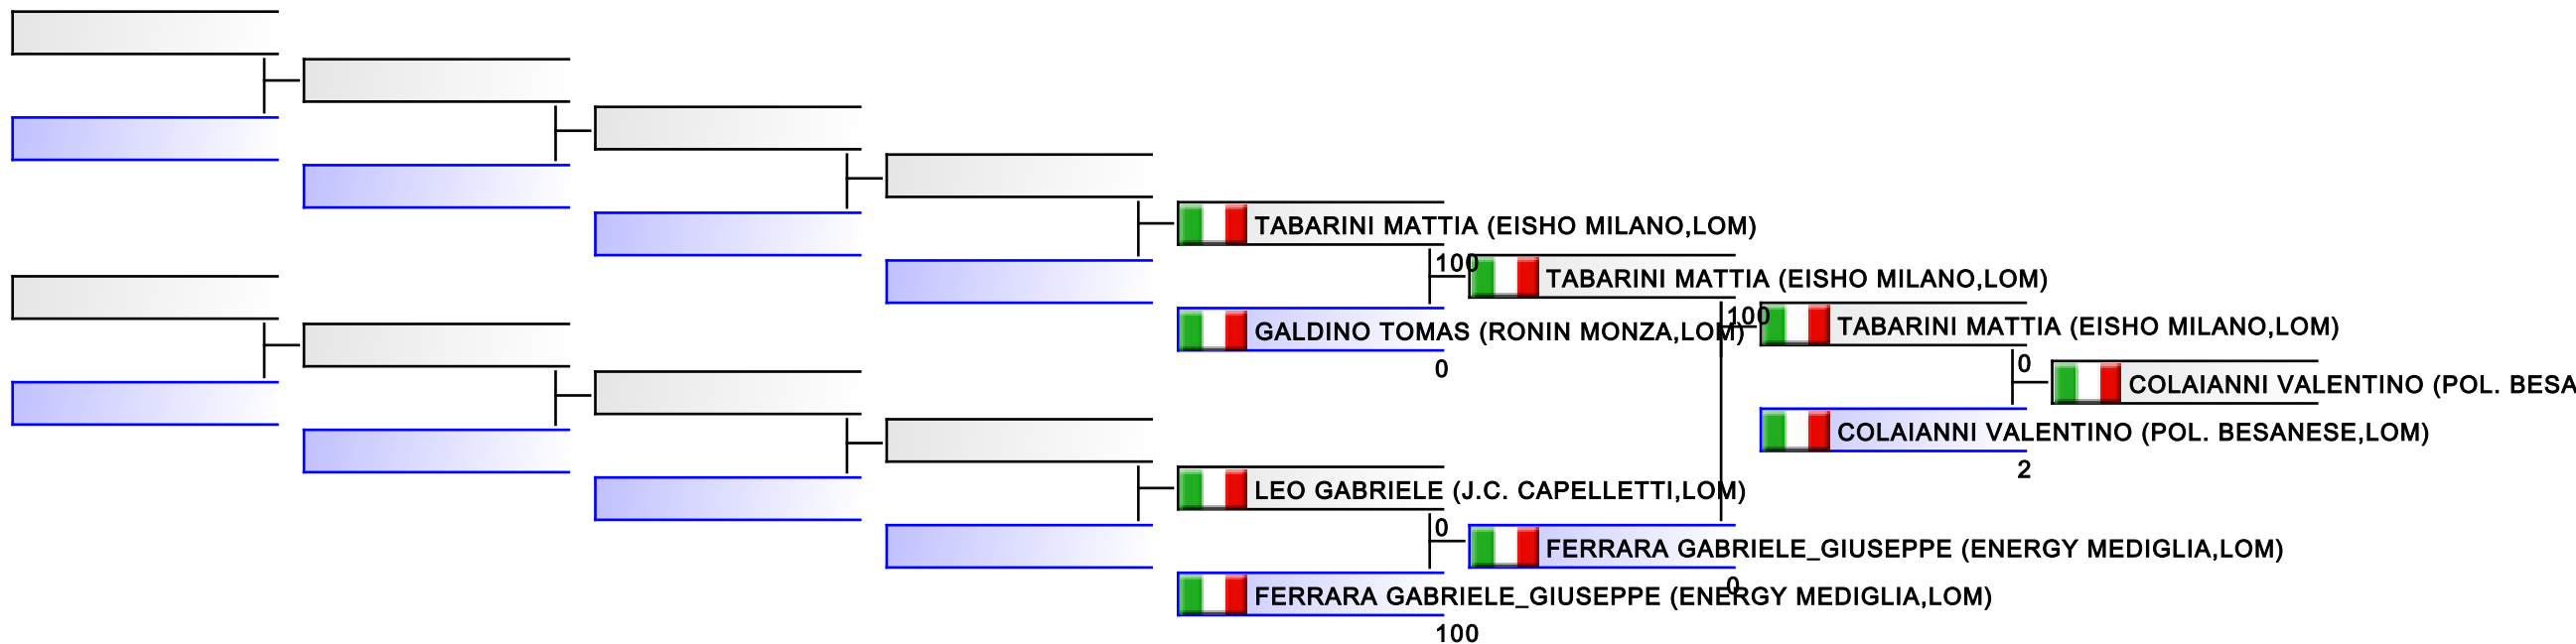 TABARINI MATTIA (EISHO MILANO,LOM)
100
TABARINI MATTIA (EISHO MILANO,LOM)
GALDINO TOMAS (RONIN MONZA,LOM)
0
100
TABARINI MATTIA (EISHO MILANO,LOM)
0
COLAIANNI VALENTINO (POL. BESA
COLAIANNI VALENTINO (POL. BESANESE,LOM)
2
LEO GABRIELE (J.C. CAPELLETTI,LOM)
0
FERRARA GABRIELE_GIUSEPPE (ENERGY MEDIGLIA,LOM)
0
FERRARA GABRIELE_GIUSEPPE (ENERGY MEDIGLIA,LOM)
100